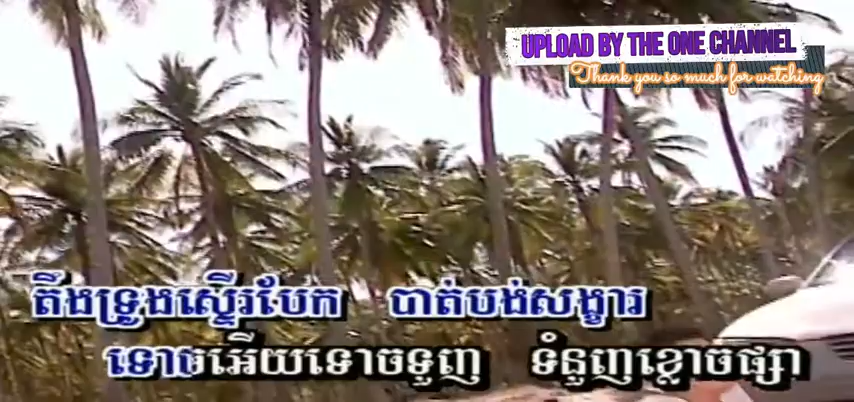 UPLOAD BY THE ONE CHANNEL
Thank you so much for watching
តឹងទ្រូងស្ទើរបែក បាត់បង់សង្ខារ
ទោចអើយទោចទួញ ទំនួញខ្លោចផ្សា